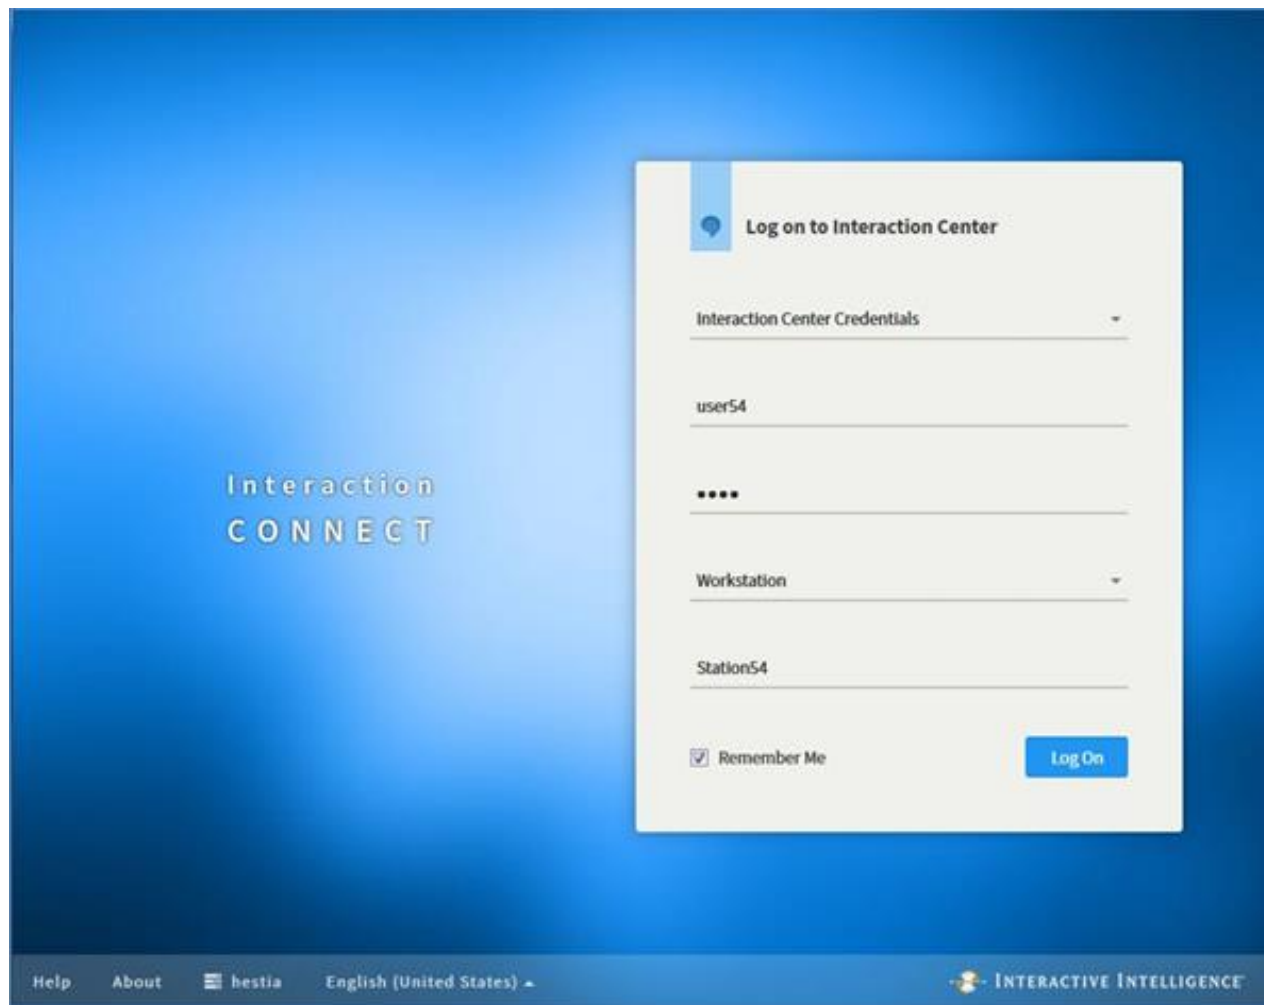 Interaction
CONNECT
Log on to Interaction Center
Interaction Center Credentials
user54
••••
Workstation
Station54
Remember Me
Log On
Help About hestia English (United States)
INTERACTIVE INTELLIGENCE